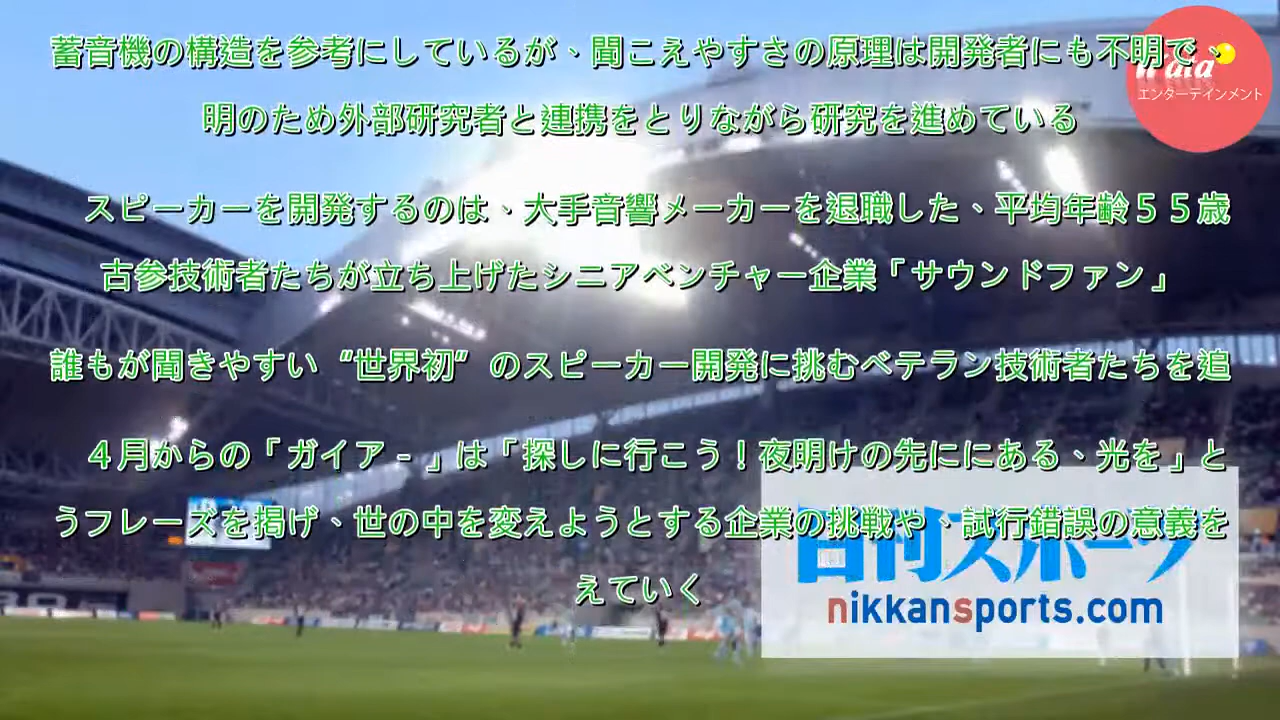 蓄音機の構造を参考にしているが、聞こえやすさの原理は開発者にも不明で、
明のため外部研究者と連携をとりながら研究を進めている
スピーカーを開発するのは、大手音響メーカーを退職した、平均年齢５５歳
古参技術者たちが立ち上げたシニアベンチャー企業「サウンドファン」
誰もが聞きやすい“世界初”のスピーカー開発に挑むベテラン技術者たちを追
４月からの「ガイア‐」は「探しに行こう！夜明けの先ににある、光を」と
うフレーズを掲げ、世の中を変えようとする企業の挑戦や、試行錯誤の意義を
えていく
エンターテインメント
日刊スポーツ
nikkansports.com